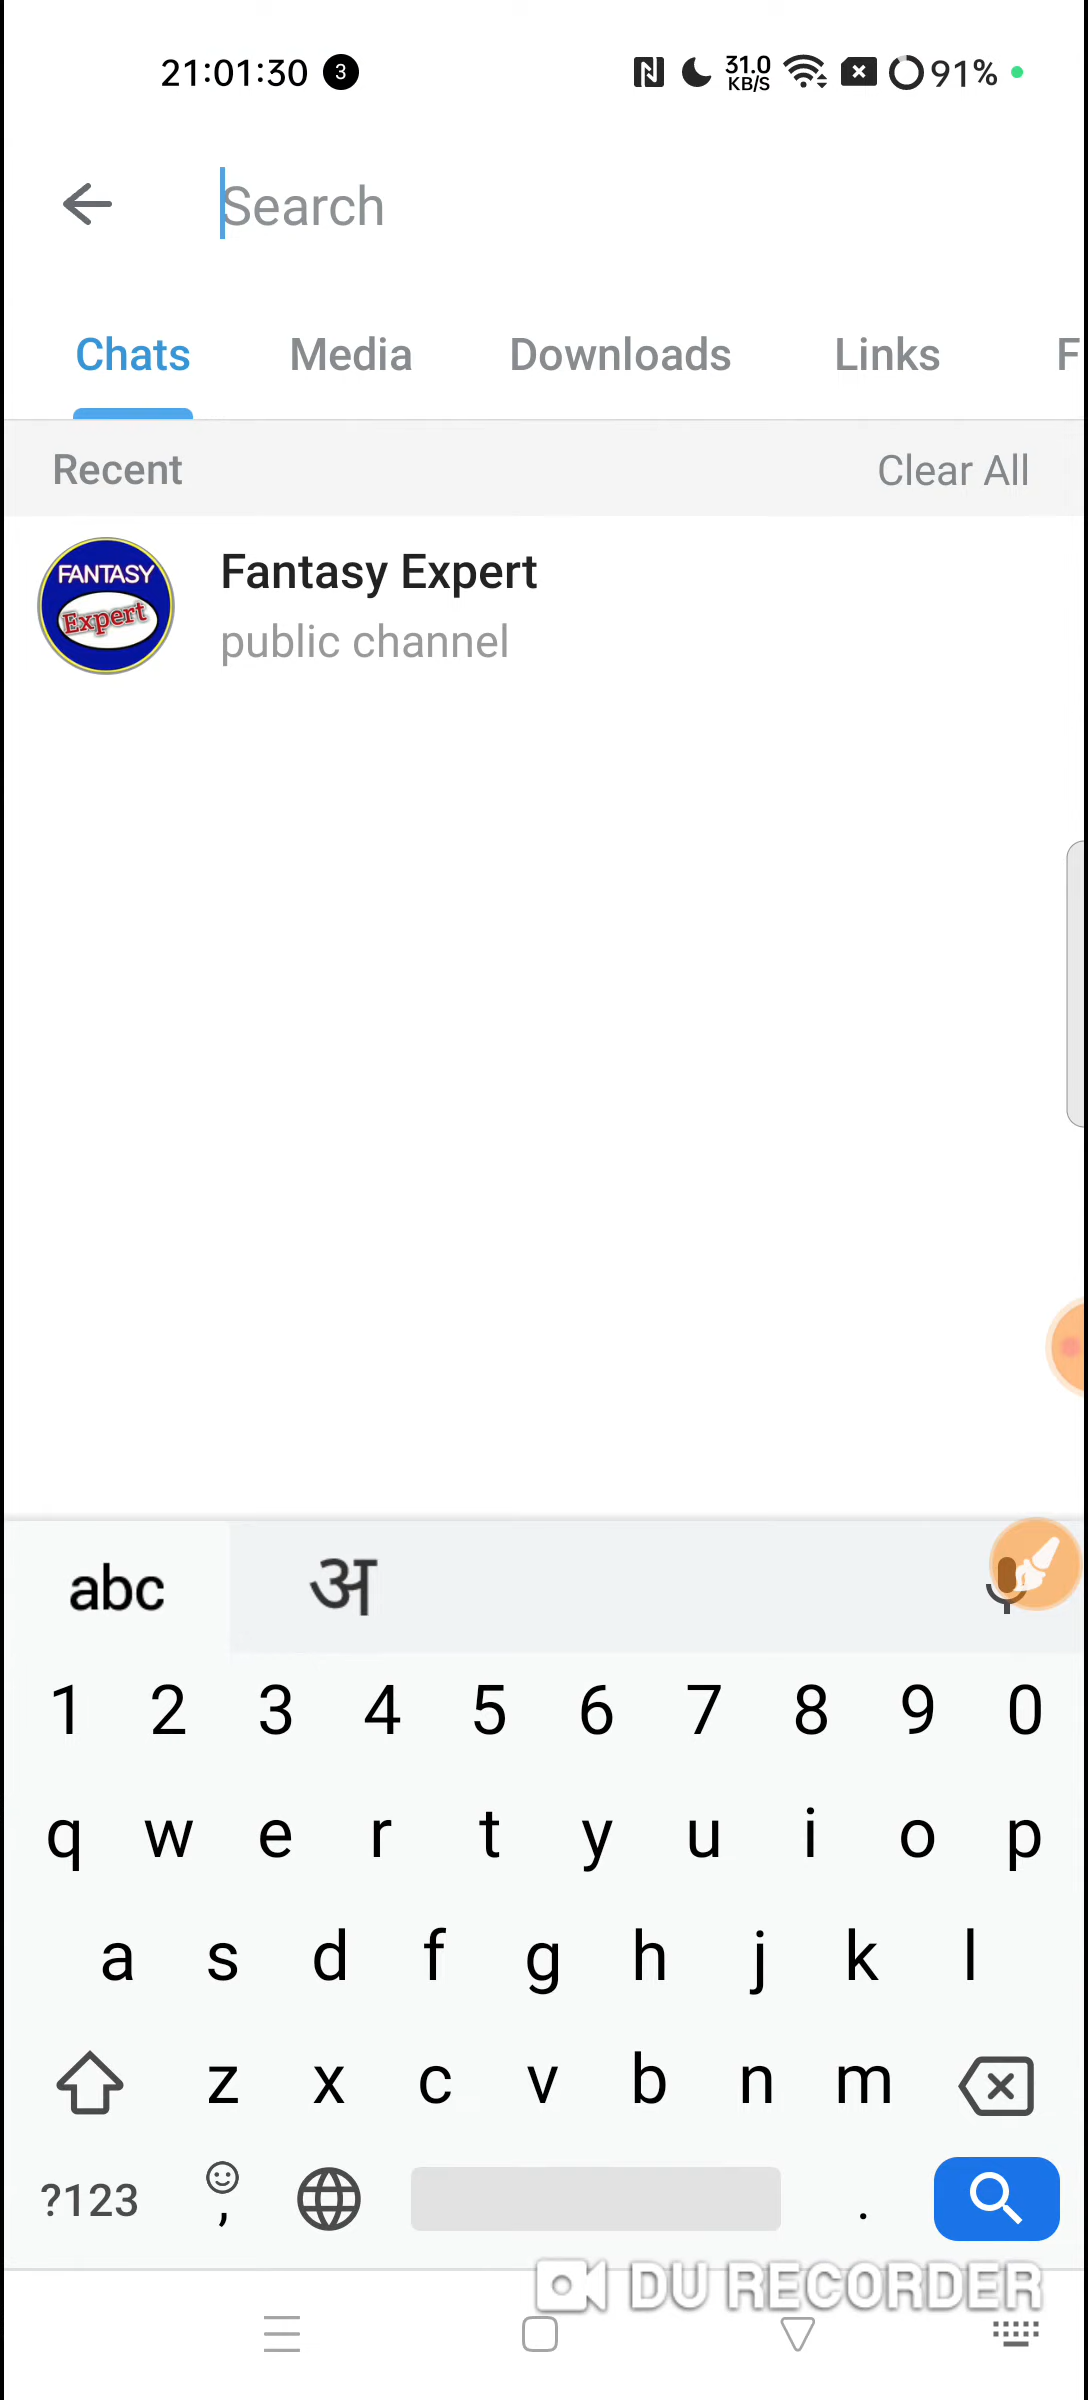 21:01:30 3 31.0 KB/S 91%
Search
Chats Media Downloads Links F
Recent Clear All
FANTASY Expert
Fantasy Expert
public channel
abc अ
1 2 3 4 5 6 7 8 9 0
q w e r t y u i o p
a s d f g h j k l
z x c v b n m
?123 , .
DU RECORDER